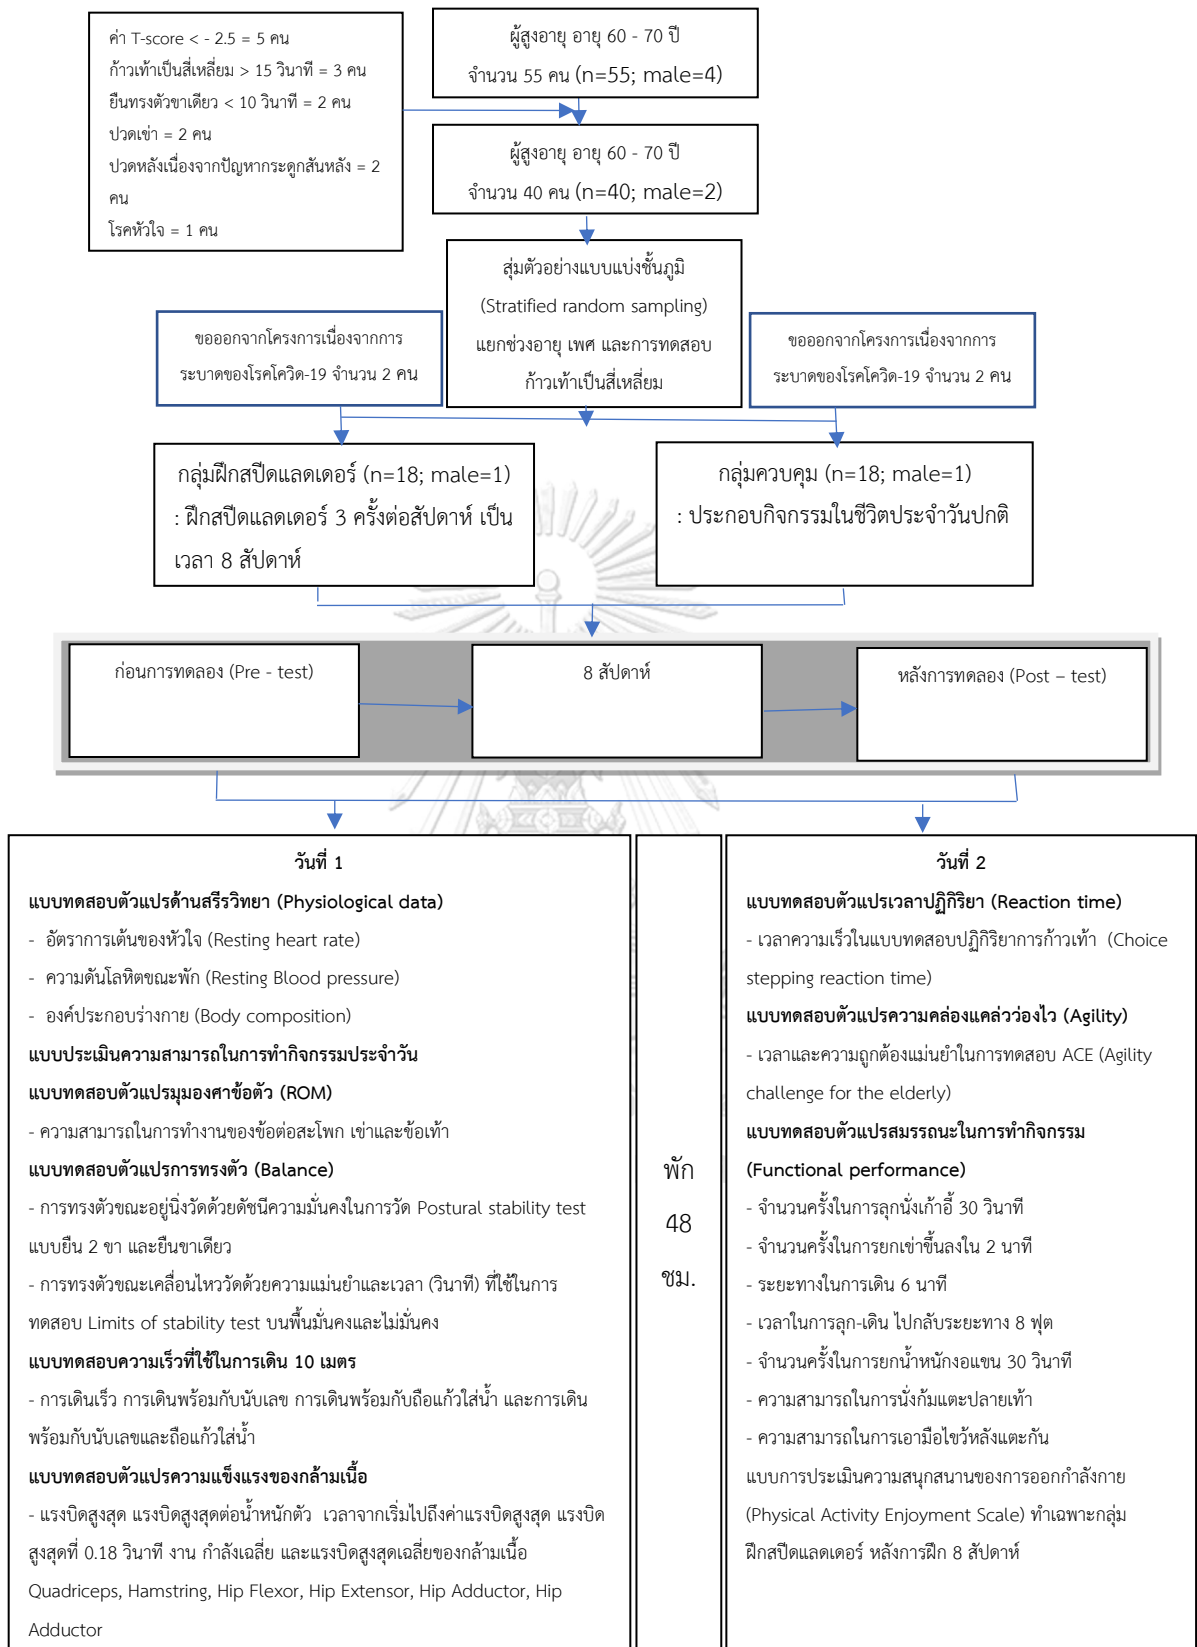 ค่า T-score < - 2.5 = 5 คน
ก้าวเท้าเป็นสี่เหลี่ยม > 15 วินาที = 3 คน
ยืนทรงตัวขาเดียว < 10 วินาที = 2 คน
ปวดเข่า = 2 คน
ปวดหลังเนื่องจากปัญหากระดูกสันหลัง = 2
คน
โรคหัวใจ = 1 คน
ผู้สูงอายุ อายุ 60 - 70 ปี
จำนวน 55 คน (n=55; male=4)
ผู้สูงอายุ อายุ 60 - 70 ปี
จำนวน 40 คน (n=40; male=2)
สุ่มตัวอย่างแบบแบ่งชั้นภูมิ
(Stratified random sampling)
แยกช่วงอายุ เพศ และการทดสอบ
ก้าวเท้าเป็นสี่เหลี่ยม
ขอออกจากโครงการเนื่องจากการ
ระบาดของโรคโควิด-19 จำนวน 2 คน
ขอออกจากโครงการเนื่องจากการ
ระบาดของโรคโควิด-19 จำนวน 2 คน
กลุ่มฝึกสปีดแลดเดอร์ (n=18; male=1)
: ฝึกสปีดแลดเดอร์ 3 ครั้งต่อสัปดาห์ เป็น
เวลา 8 สัปดาห์
กลุ่มควบคุม (n=18; male=1)
: ประกอบกิจกรรมในชีวิตประจำวันปกติ
ก่อนการทดลอง (Pre - test)
8 สัปดาห์
หลังการทดลอง (Post – test)
วันที่ 1
แบบทดสอบตัวแปรด้านสรีรวิทยา (Physiological data)
- อัตราการเต้นของหัวใจ (Resting heart rate)
- ความดันโลหิตขณะพัก (Resting Blood pressure)
- องค์ประกอบร่างกาย (Body composition)
แบบประเมินความสามารถในการทำกิจกรรมประจำวัน
แบบทดสอบตัวแปรมุมองศาข้อตัว (ROM)
- ความสามารถในการทำงานของข้อต่อสะโพก เข่าและข้อเท้า
แบบทดสอบตัวแปรการทรงตัว (Balance)
- การทรงตัวขณะอยู่นิ่งวัดด้วยดัชนีความมั่นคงในการวัด Postural stability test
แบบยืน 2 ขา และยืนขาเดียว
- การทรงตัวขณะเคลื่อนไหววัดด้วยความแม่นยำและเวลา (วินาที) ที่ใช้ในการ
ทดสอบ Limits of stability test บนพื้นมั่นคงและไม่มั่นคง
แบบทดสอบความเร็วที่ใช้ในการเดิน 10 เมตร
- การเดินเร็ว การเดินพร้อมกับนับเลข การเดินพร้อมกับถือแก้วใส่น้ำ และการเดิน
พร้อมกับนับเลขและถือแก้วใส่น้ำ
แบบทดสอบตัวแปรความแข็งแรงของกล้ามเนื้อ
- แรงบิดสูงสุด แรงบิดสูงสุดต่อน้ำหนักตัว เวลาจากเริ่มไปถึงค่าแรงบิดสูงสุด แรงบิด
สูงสุดที่ 0.18 วินาที งาน กำลังเฉลี่ย และแรงบิดสูงสุดเฉลี่ยของกล้ามเนื้อ
Quadriceps, Hamstring, Hip Flexor, Hip Extensor, Hip Adductor, Hip
Adductor
พัก
48
ชม.
วันที่ 2
แบบทดสอบตัวแปรเวลาปฏิกิริยา (Reaction time)
- เวลาความเร็วในแบบทดสอบปฏิกิริยาการก้าวเท้า (Choice
stepping reaction time)
แบบทดสอบตัวแปรความคล่องแคล่วว่องไว (Agility)
- เวลาและความถูกต้องแม่นยำในการทดสอบ ACE (Agility
challenge for the elderly)
แบบทดสอบตัวแปรสมรรถนะในการทำกิจกรรม
(Functional performance)
- จำนวนครั้งในการลุกนั่งเก้าอี้ 30 วินาที
- จำนวนครั้งในการยกเข่าขึ้นลงใน 2 นาที
- ระยะทางในการเดิน 6 นาที
- เวลาในการลุก-เดิน ไปกลับระยะทาง 8 ฟุต
- จำนวนครั้งในการยกน้ำหนักงอแขน 30 วินาที
- ความสามารถในการนั่งก้มแตะปลายเท้า
- ความสามารถในการเอามือไขว้หลังแตะกัน
แบบการประเมินความสนุกสนานของการออกกำลังกาย
(Physical Activity Enjoyment Scale) ทำเฉพาะกลุ่ม
ฝึกสปีดแลดเดอร์ หลังการฝึก 8 สัปดาห์